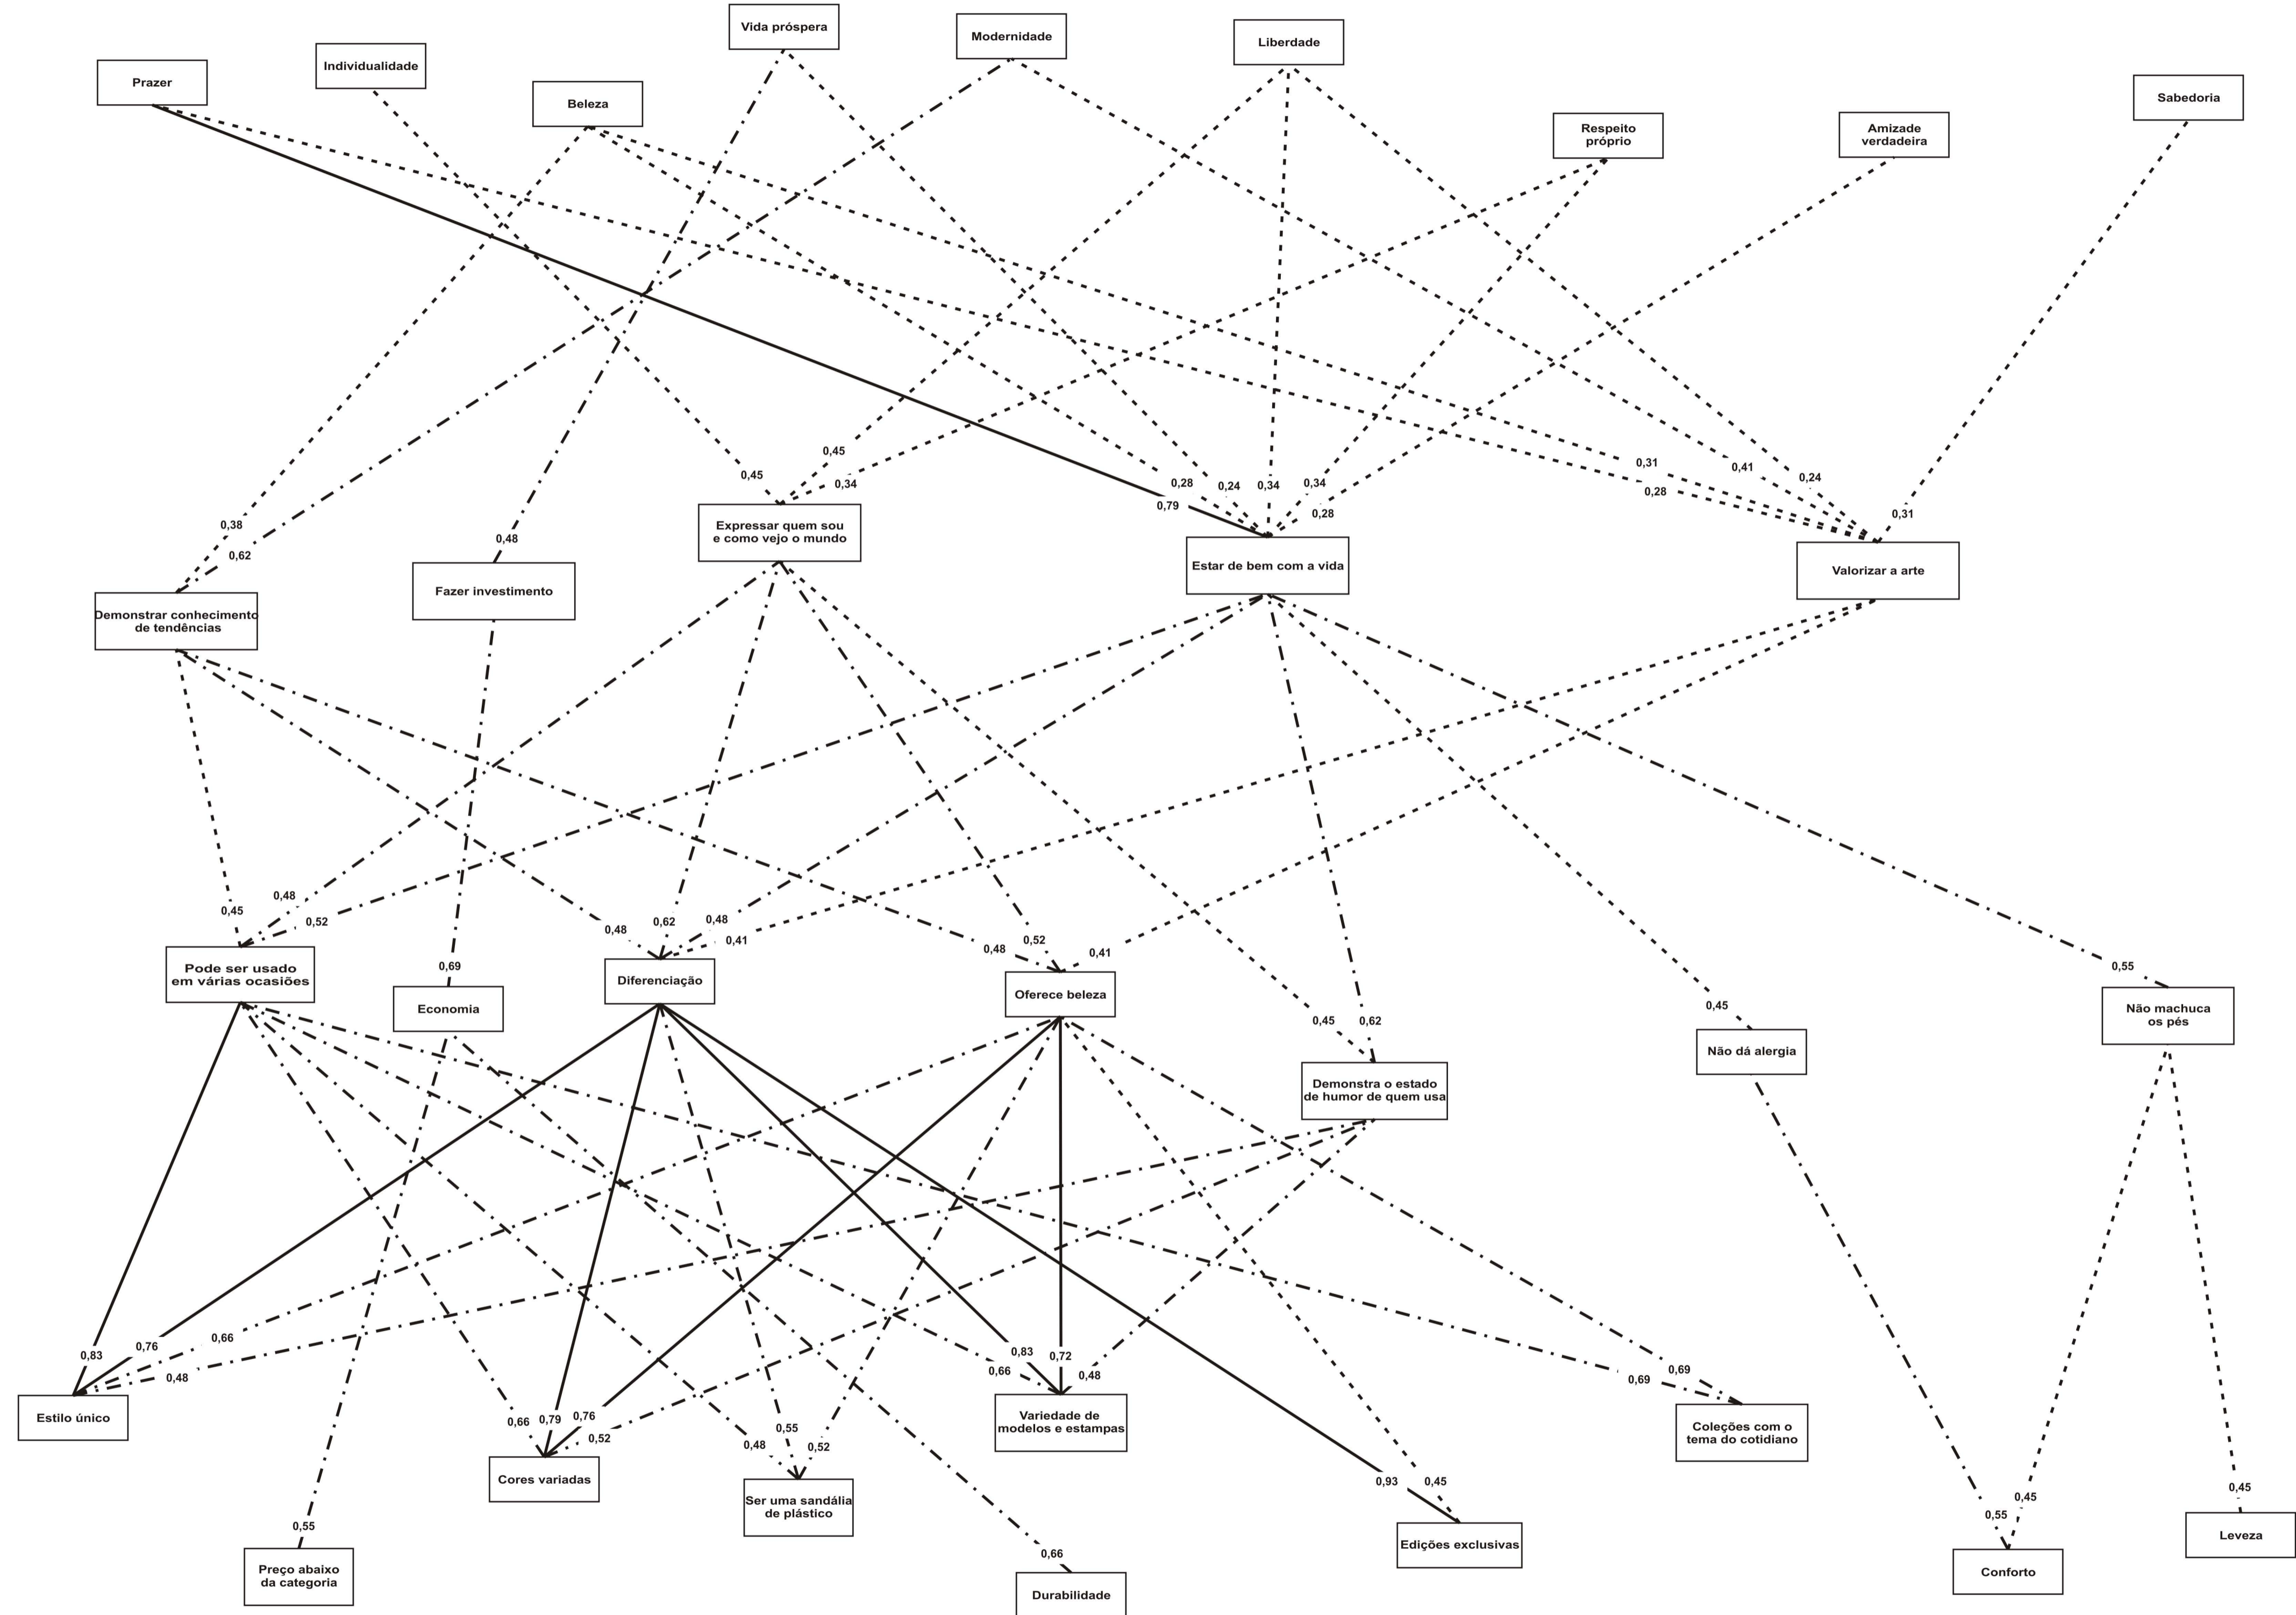 Vida próspera
Modernidade
Liberdade
Individualidade
Prazer
Beleza
Sabedoria
Respeito
próprio
Amizade
verdadeira
0,45
0,45
0,34
0,31
0,41
0,24
0,28
0,28
0,24
0,34
0,34
0,79
0,28
0,31
0,38
0,62
0,48
Expressar quem sou
e como vejo o mundo
Estar de bem com a vida
Valorizar a arte
Fazer investimento
Demonstrar conhecimento
de tendências
0,48
0,45
0,52
0,48
0,62
0,48
0,41
0,52
0,48
0,41
0,69
0,55
0,45
0,45
0,62
Pode ser usado
em várias ocasiões
Diferenciação
Oferece beleza
Economia
Não machuca
os pés
Não dá alergia
Demonstra o estado
de humor de quem usa
0,83
0,76
0,66
0,48
0,83
0,72
0,66
0,48
0,69
0,69
Estilo único
0,66
0,79
0,76
0,52
0,55
0,48
0,52
Variedade de
modelos e estampas
Coleções com o
tema do cotidiano
Cores variadas
Ser uma sandália
de plástico
0,93
0,45
0,45
0,55
0,45
0,55
0,66
Edições exclusivas
Leveza
Preço abaixo
da categoria
Conforto
Durabilidade